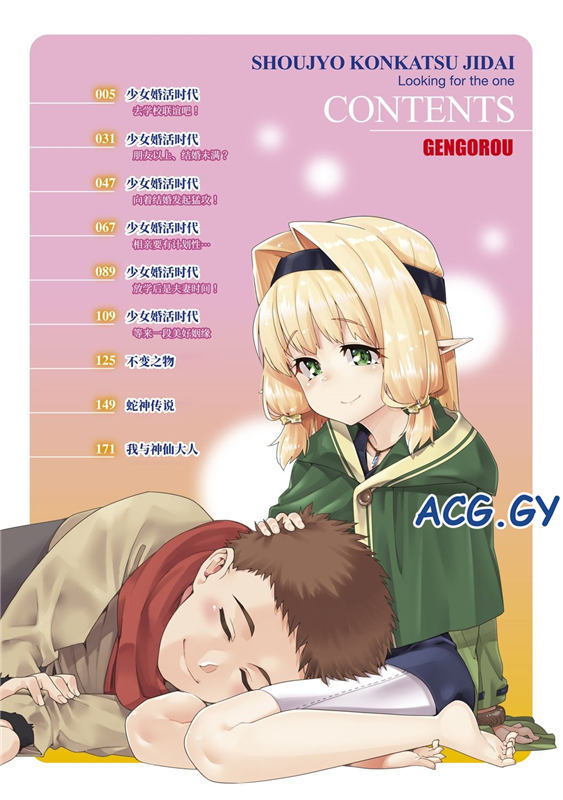 SHOUJYO KONKATSU JIDAI
Looking for the one
CONTENTS
GENGOROU
005 少女婚活时代
去学校联谊吧！
031 少女婚活时代
朋友以上、结婚未满？
047 少女婚活时代
向着结婚发起猛攻！
067 少女婚活时代
相亲要有计划性…
089 少女婚活时代
放学后是夫妻时间！
109 少女婚活时代
等来一段美好姻缘
125 不变之物
149 蛇神传说
171 我与神仙大人
ACG.GY